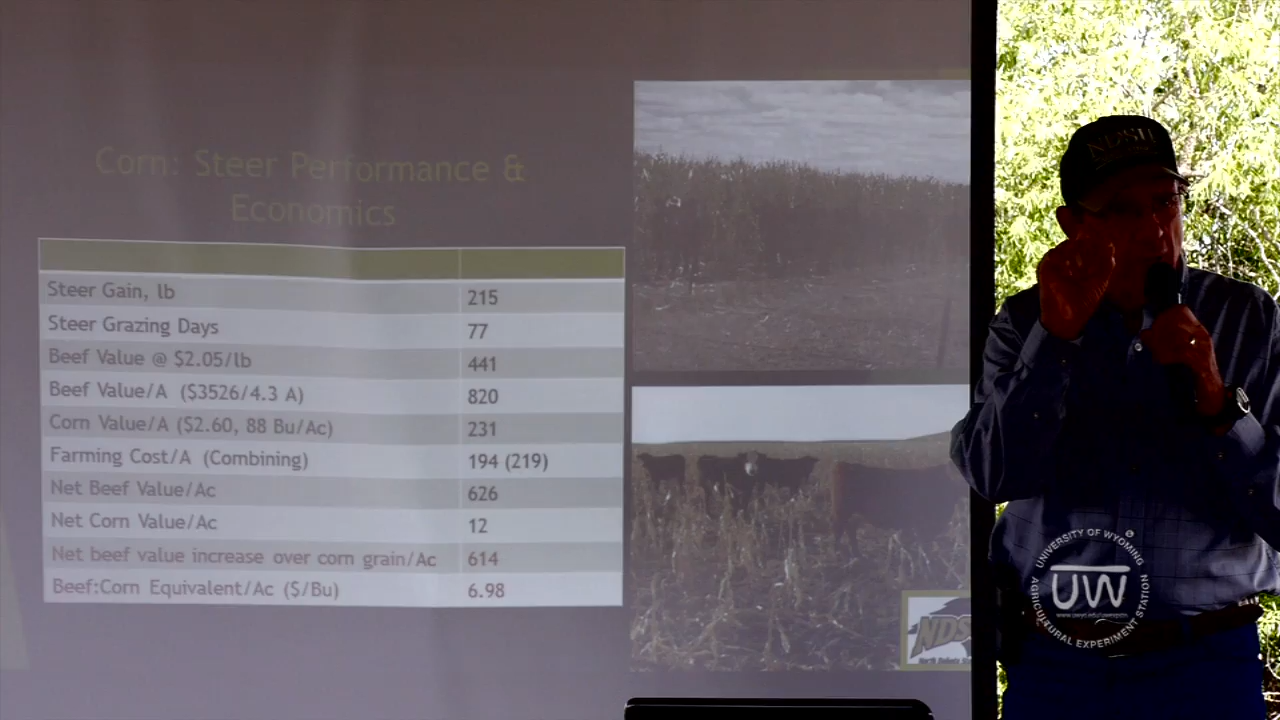 Corn: Steer Performance &
Economics
Steer Gain, lb 215
Steer Grazing Days 77
Beef Value @ $2.05/lb 441
Beef Value/A ($3526/4.3 A) 820
Corn Value/A ($2.60, 88 Bu/Ac) 231
Farming Cost/A (Combining) 194 (219)
Net Beef Value/Ac 626
Net Corn Value/Ac 12
Net beef value increase over corn grain/Ac 614
Beef:Corn Equivalent/Ac ($/Bu) 6.98
NDS
North Dakota
NDSU
UNIVERSITY OF WYOMING
UW
AGRICULTURAL EXPERIMENT STATION